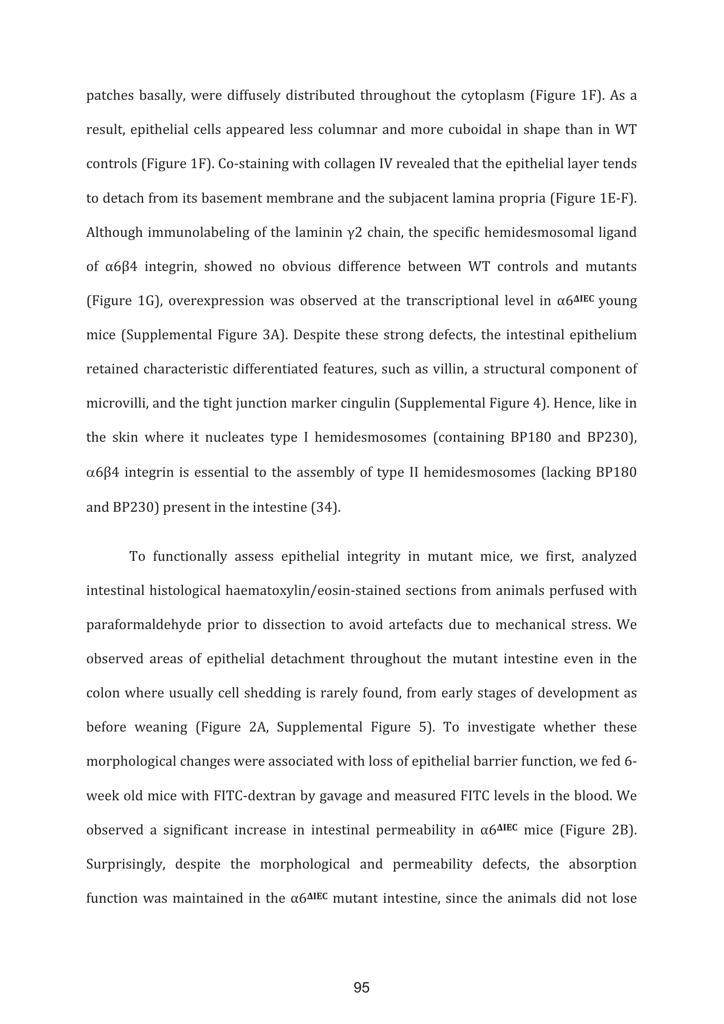 patches basally, were diffusely distributed throughout the cytoplasm (Figure 1F). As a
result, epithelial cells appeared less columnar and more cuboidal in shape than in WT
controls (Figure 1F). Co-staining with collagen IV revealed that the epithelial layer tends
to detach from its basement membrane and the subjacent lamina propria (Figure 1E-F).
Although immunolabeling of the laminin γ2 chain, the specific hemidesmosomal ligand
of α6β4 integrin, showed no obvious difference between WT controls and mutants
(Figure 1G), overexpression was observed at the transcriptional level in α6ΔIEC young
mice (Supplemental Figure 3A). Despite these strong defects, the intestinal epithelium
retained characteristic differentiated features, such as villin, a structural component of
microvilli, and the tight junction marker cingulin (Supplemental Figure 4). Hence, like in
the skin where it nucleates type I hemidesmosomes (containing BP180 and BP230),
α6β4 integrin is essential to the assembly of type II hemidesmosomes (lacking BP180
and BP230) present in the intestine (34).
To functionally assess epithelial integrity in mutant mice, we first, analyzed
intestinal histological haematoxylin/eosin-stained sections from animals perfused with
paraformaldehyde prior to dissection to avoid artefacts due to mechanical stress. We
observed areas of epithelial detachment throughout the mutant intestine even in the
colon where usually cell shedding is rarely found, from early stages of development as
before weaning (Figure 2A, Supplemental Figure 5). To investigate whether these
morphological changes were associated with loss of epithelial barrier function, we fed 6-
week old mice with FITC-dextran by gavage and measured FITC levels in the blood. We
observed a significant increase in intestinal permeability in α6ΔIEC mice (Figure 2B).
Surprisingly, despite the morphological and permeability defects, the absorption
function was maintained in the α6ΔIEC mutant intestine, since the animals did not lose
95